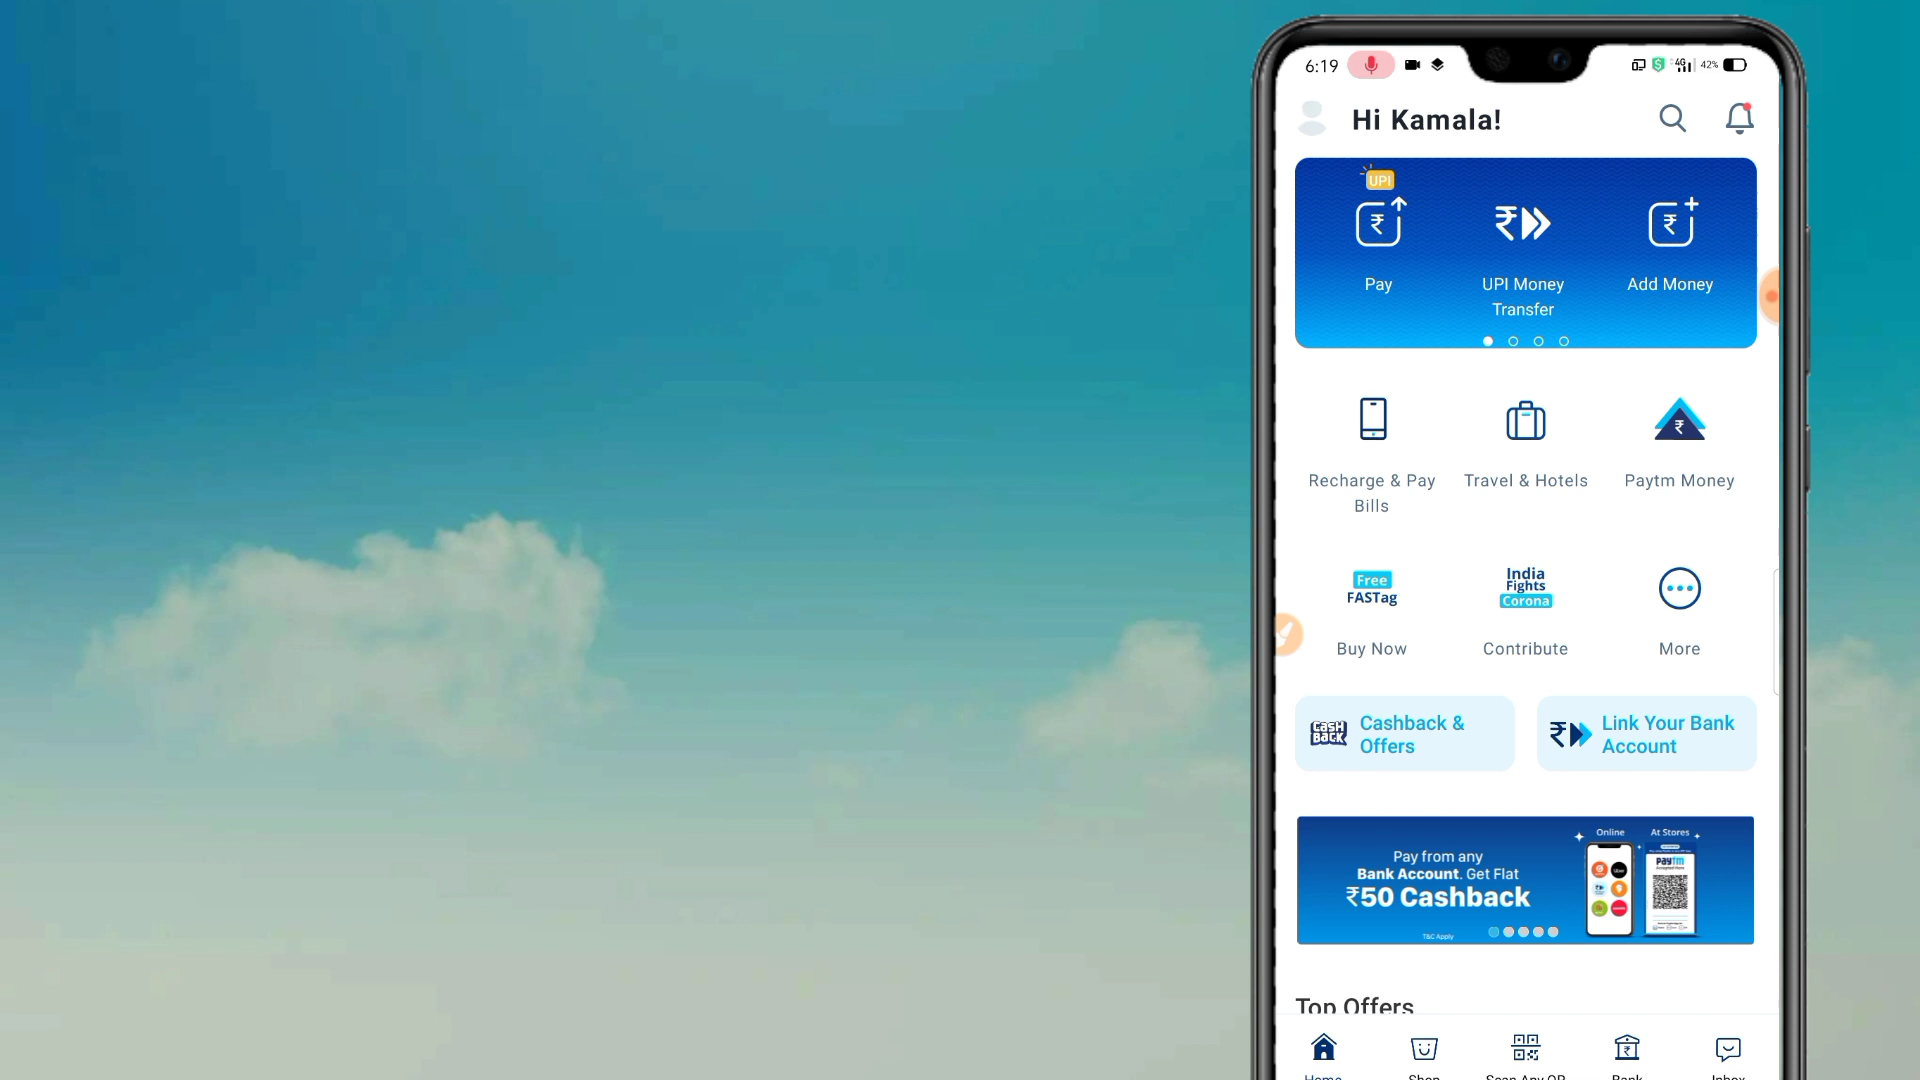 6:19
4G
42%
Hi Kamala!
UPI
Pay
UPI Money
Transfer
Add Money
Recharge & Pay
Bills
Travel & Hotels
Paytm Money
Free
FASTag
India
Fights
Corona
Buy Now
Contribute
More
CASH
BACK
Cashback &
Offers
Link Your Bank
Account
Online
At Stores
Pay from any
Bank Account. Get Flat
₹50 Cashback
paytm
T&C Apply
Top Offers
Home
Shop
Scan Any QR
Bank
Inbox